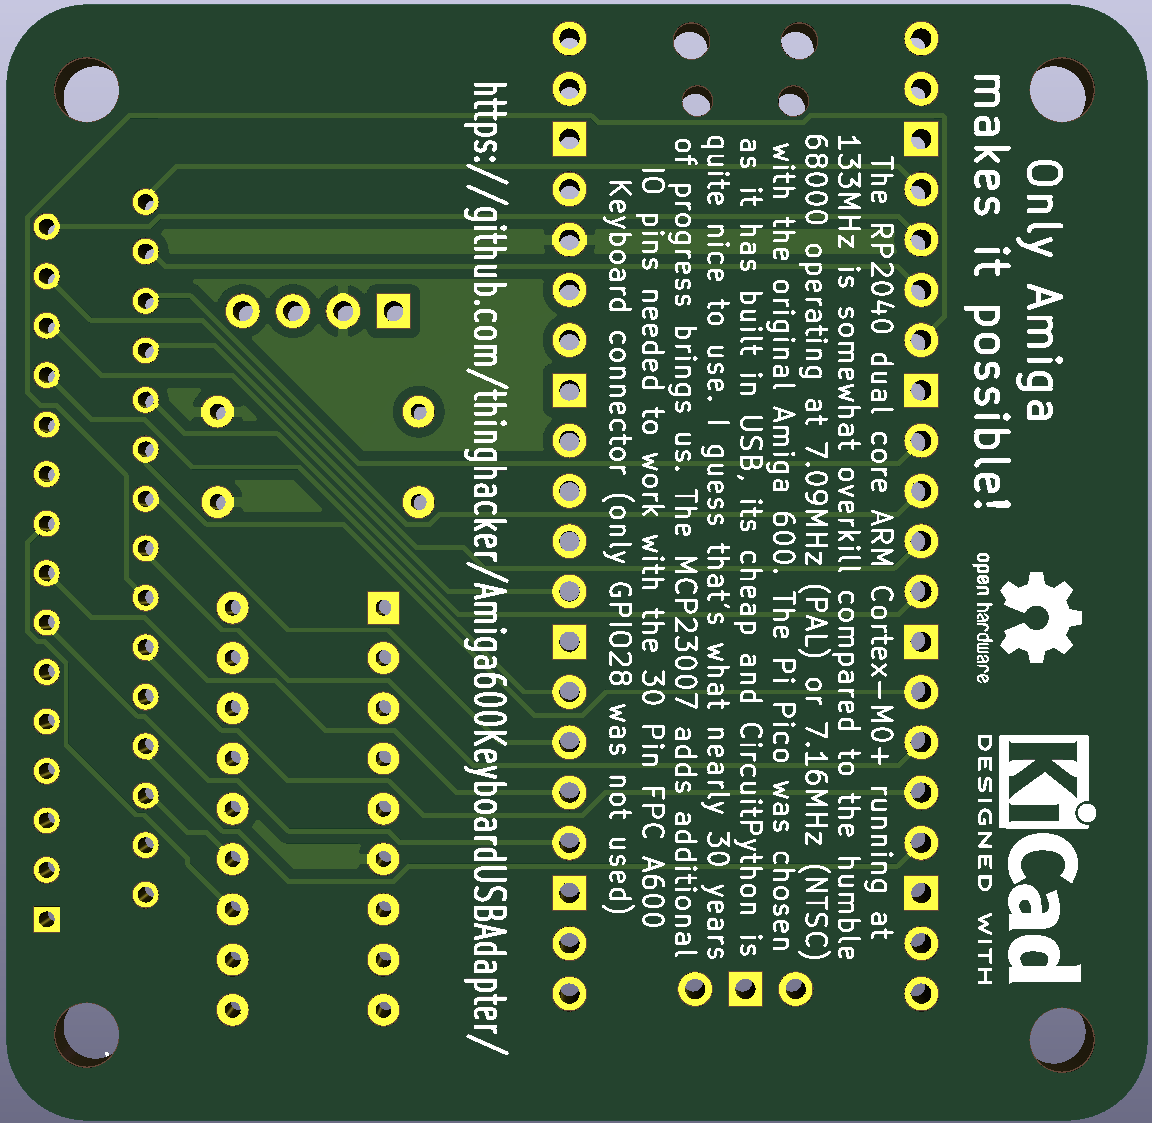 Only Amiga
makes it possible!
open hardware
KiCad
DESIGNED WITH
The RP2040 dual core ARM Cortex-M0+ running at
133MHz is somewhat overkill compared to the humble
68000 operating at 7.09MHz (PAL) or 7.16MHz (NTSC)
with the original Amiga 600. The Pi Pico was chosen
as it has built in USB, its cheap and CircuitPython is
quite nice to use. I guess that's what nearly 30 years
of progress brings us. The MCP23007 adds additional
IO pins needed to work with the 30 Pin FPC A600
Keyboard connector (only GPIO28 was not used)
https://github.com/thinghacker/Amiga600KeyboardUSBAdapter/